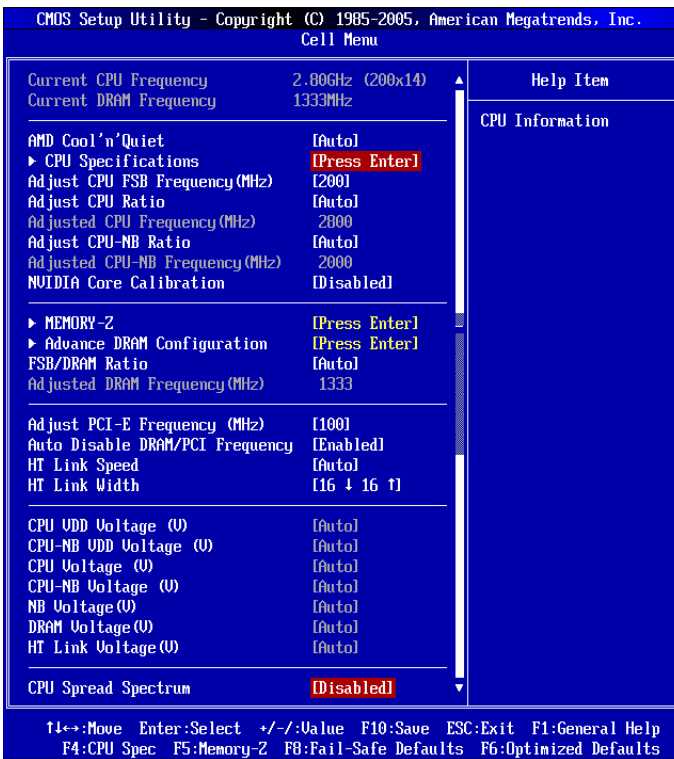 CMOS Setup Utility - Copyright (C) 1985-2005, American Megatrends, Inc.
Cell Menu
Current CPU Frequency 2.80GHz (200x14)
Current DRAM Frequency 1333MHz
AMD Cool'n'Quiet [Auto]
▶ CPU Specifications [Press Enter]
Adjust CPU FSB Frequency(MHz) [200]
Adjust CPU Ratio [Auto]
Adjusted CPU Frequency(MHz) 2800
Adjust CPU-NB Ratio [Auto]
Adjusted CPU-NB Frequency(MHz) 2000
NVIDIA Core Calibration [Disabled]
▶ MEMORY-Z [Press Enter]
▶ Advance DRAM Configuration [Press Enter]
FSB/DRAM Ratio [Auto]
Adjusted DRAM Frequency(MHz) 1333
Adjust PCI-E Frequency (MHz) [100]
Auto Disable DRAM/PCI Frequency [Enabled]
HT Link Speed [Auto]
HT Link Width [16 ↓ 16 ↑]
CPU VDD Voltage (V) [Auto]
CPU-NB VDD Voltage (V) [Auto]
CPU Voltage (V) [Auto]
CPU-NB Voltage (V) [Auto]
NB Voltage(V) [Auto]
DRAM Voltage(V) [Auto]
HT Link Voltage(V) [Auto]
CPU Spread Spectrum [Disabled]
Help Item
CPU Information
↑↓←→:Move Enter:Select +/-/:Value F10:Save ESC:Exit F1:General Help
F4:CPU Spec F5:Memory-Z F8:Fail-Safe Defaults F6:Optimized Defaults